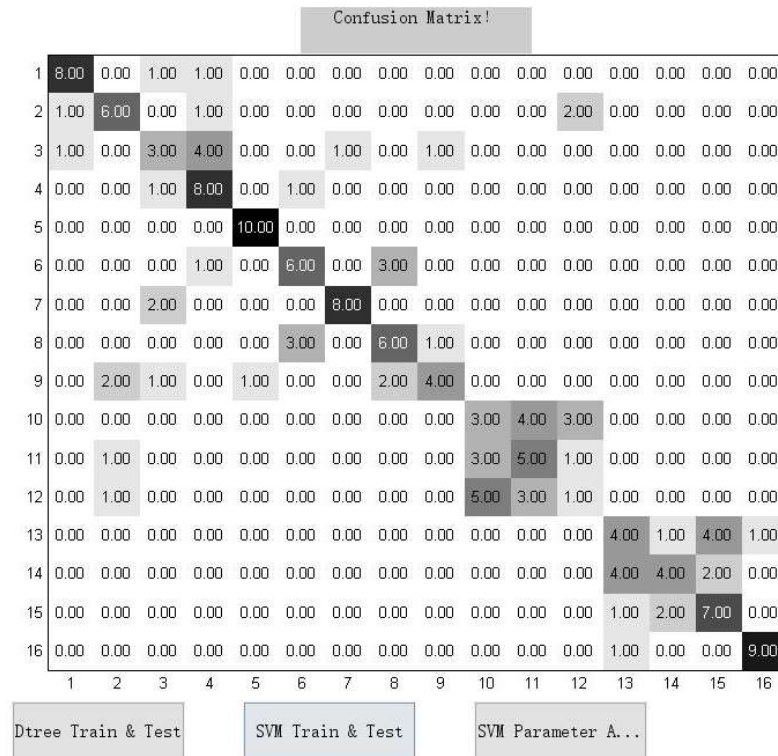 Confusion Matrix!
1 8.00 0.00 1.00 1.00 0.00 0.00 0.00 0.00 0.00 0.00 0.00 0.00 0.00 0.00 0.00 0.00
2 1.00 6.00 0.00 1.00 0.00 0.00 0.00 0.00 0.00 0.00 0.00 2.00 0.00 0.00 0.00 0.00
3 1.00 0.00 3.00 4.00 0.00 0.00 1.00 0.00 1.00 0.00 0.00 0.00 0.00 0.00 0.00 0.00
4 0.00 0.00 1.00 8.00 0.00 1.00 0.00 0.00 0.00 0.00 0.00 0.00 0.00 0.00 0.00 0.00
5 0.00 0.00 0.00 0.00 10.00 0.00 0.00 0.00 0.00 0.00 0.00 0.00 0.00 0.00 0.00 0.00
6 0.00 0.00 0.00 1.00 0.00 6.00 0.00 3.00 0.00 0.00 0.00 0.00 0.00 0.00 0.00 0.00
7 0.00 0.00 2.00 0.00 0.00 0.00 8.00 0.00 0.00 0.00 0.00 0.00 0.00 0.00 0.00 0.00
8 0.00 0.00 0.00 0.00 0.00 3.00 0.00 6.00 1.00 0.00 0.00 0.00 0.00 0.00 0.00 0.00
9 0.00 2.00 1.00 0.00 1.00 0.00 0.00 2.00 4.00 0.00 0.00 0.00 0.00 0.00 0.00 0.00
10 0.00 0.00 0.00 0.00 0.00 0.00 0.00 0.00 0.00 3.00 4.00 3.00 0.00 0.00 0.00 0.00
11 0.00 1.00 0.00 0.00 0.00 0.00 0.00 0.00 0.00 3.00 5.00 1.00 0.00 0.00 0.00 0.00
12 0.00 1.00 0.00 0.00 0.00 0.00 0.00 0.00 0.00 5.00 3.00 1.00 0.00 0.00 0.00 0.00
13 0.00 0.00 0.00 0.00 0.00 0.00 0.00 0.00 0.00 0.00 0.00 0.00 4.00 1.00 4.00 1.00
14 0.00 0.00 0.00 0.00 0.00 0.00 0.00 0.00 0.00 0.00 0.00 0.00 4.00 4.00 2.00 0.00
15 0.00 0.00 0.00 0.00 0.00 0.00 0.00 0.00 0.00 0.00 0.00 0.00 1.00 2.00 7.00 0.00
16 0.00 0.00 0.00 0.00 0.00 0.00 0.00 0.00 0.00 0.00 0.00 0.00 1.00 0.00 0.00 9.00
1 2 3 4 5 6 7 8 9 10 11 12 13 14 15 16
Dtree Train & Test SVM Train & Test SVM Parameter A...